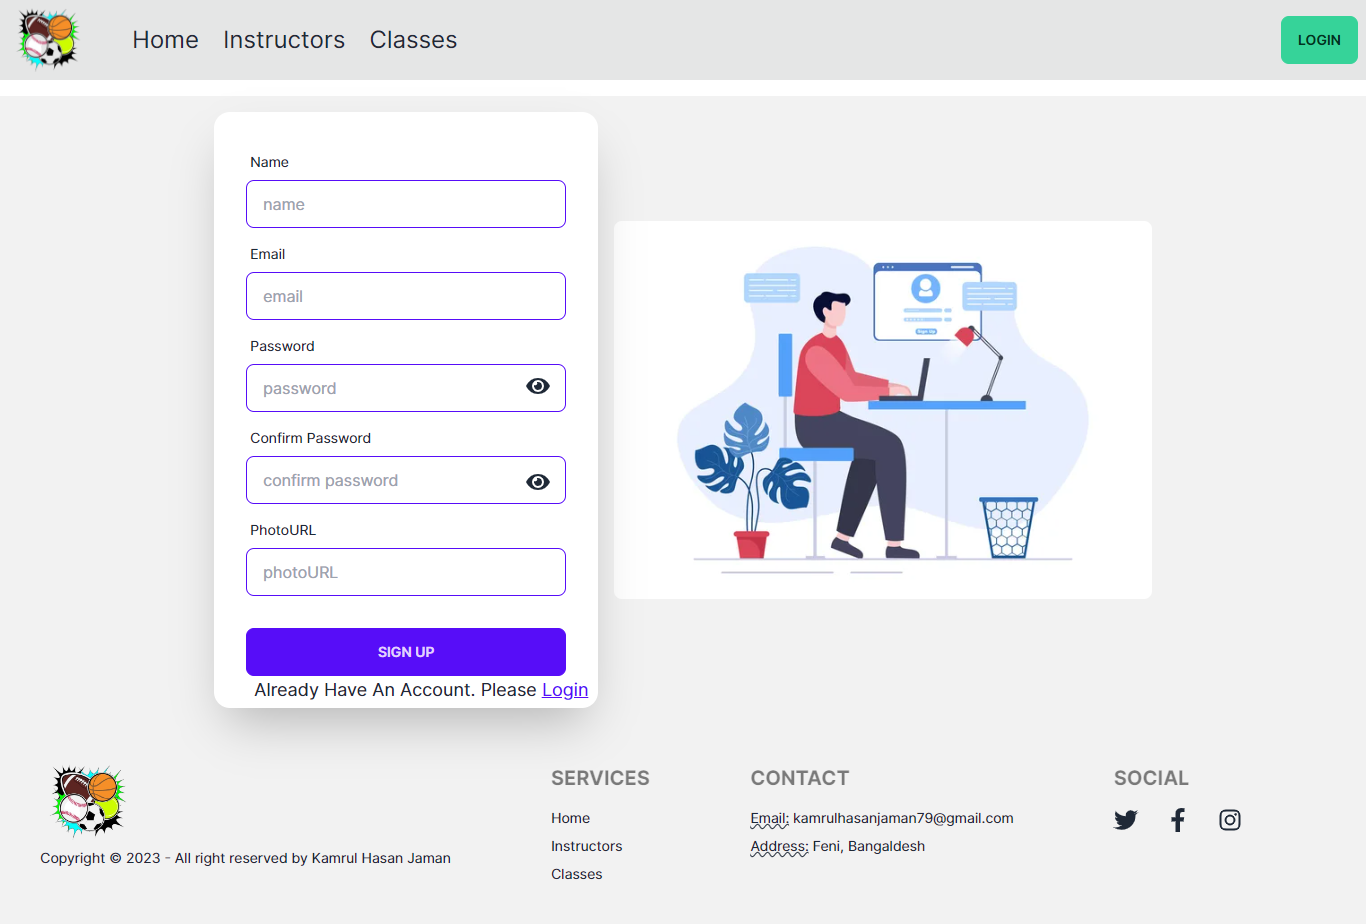 Home Instructors Classes LOGIN
Name
name
Email
email
Password
password
Confirm Password
confirm password
PhotoURL
photoURL
SIGN UP
Already Have An Account. Please Login
Sign Up
Copyright © 2023 - All right reserved by Kamrul Hasan Jaman
SERVICES
Home
Instructors
Classes
CONTACT
Email: kamrulhasanjaman79@gmail.com
Address: Feni, Bangaldesh
SOCIAL